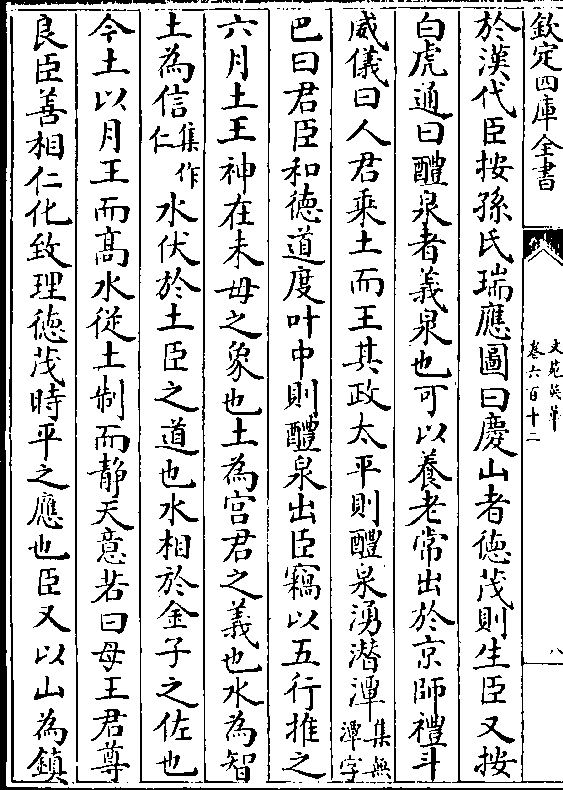 欽定四庫全書
文苑英華
卷六百十二
八
於漢代臣按孫氏瑞應圖曰慶山者德茂則生臣又按
白虎通曰醴泉者義泉也可以養老常出於京師禮斗
威儀曰人君乘土而王其政太平則醴泉湧潜潭集無潭字
巴曰君臣和德道度叶中則醴泉出臣竊以五行推之
六月土王神在未母之象也土為宫君之義也水為智
土為信集作仁水伏於土臣之道也水相於金子之佐也
今土以月王而髙水從土制而静天意若曰母王君尊
良臣善相仁化致理德茂時平之應也臣又以山為鎮